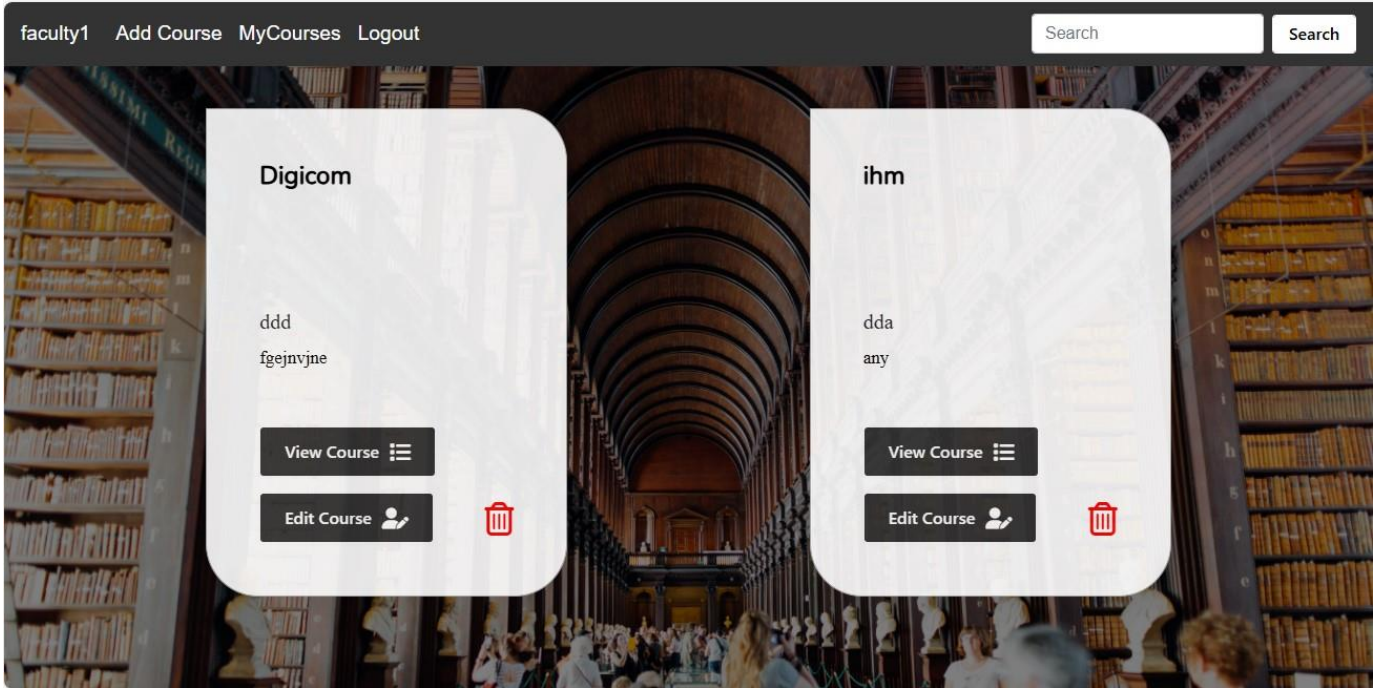 faculty1 Add Course MyCourses Logout Search Search
Digicom
ddd
fgejnvjne
View Course
Edit Course
ihm
dda
any
View Course
Edit Course